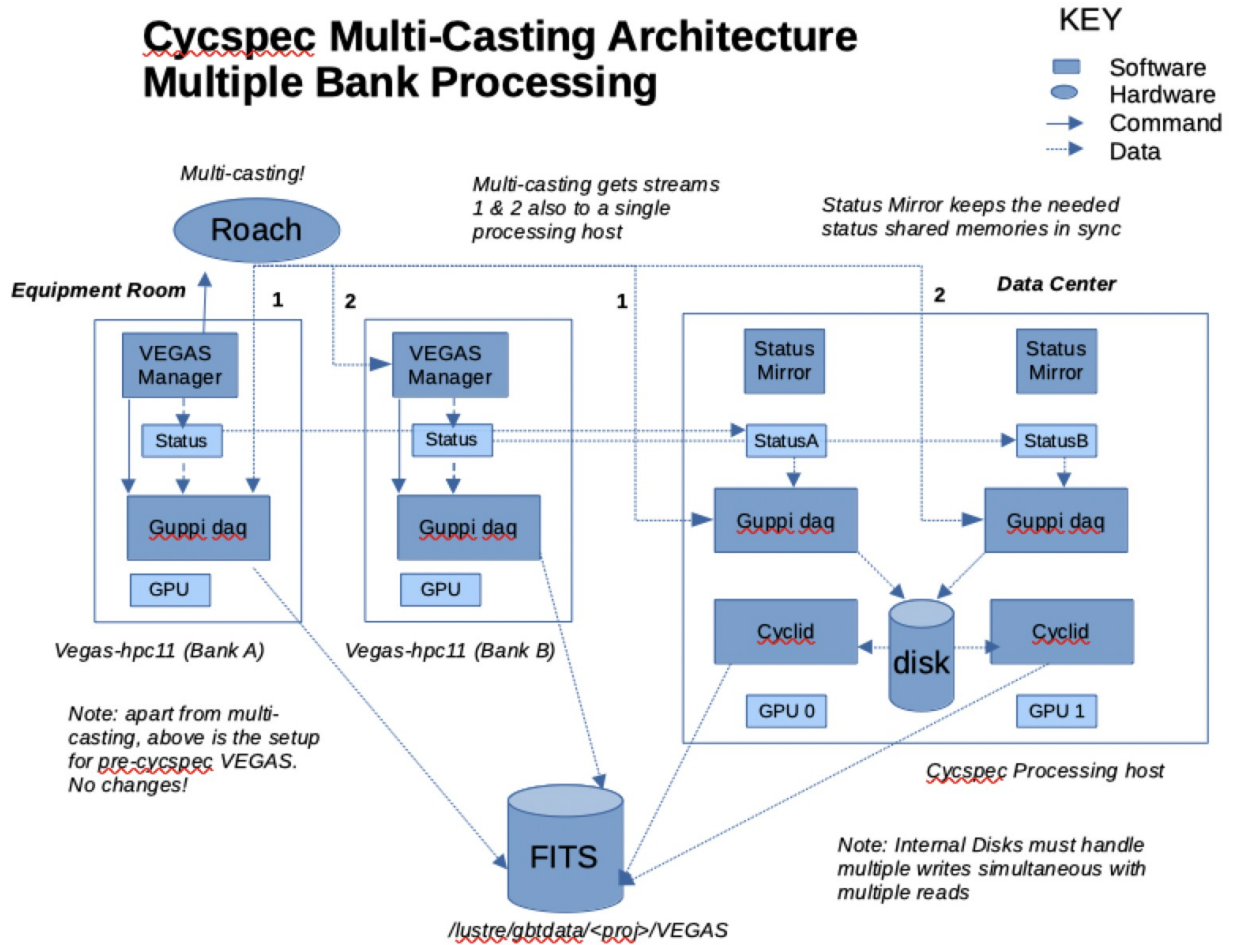 Cycspec Multi-Casting Architecture
Multiple Bank Processing
KEY
Software
Hardware
Command
Data
Multi-casting!
Roach
Multi-casting gets streams
1 & 2 also to a single
processing host
Status Mirror keeps the needed
status shared memories in sync
Equipment Room
1
2
1
2
Data Center
VEGAS
Manager
Status
Guppi daq
GPU
Vegas-hpc11 (Bank A)
VEGAS
Manager
Status
Guppi daq
GPU
Vegas-hpc11 (Bank B)
Status
Mirror
StatusA
Guppi daq
Cyclid
GPU 0
Status
Mirror
StatusB
Guppi daq
Cyclid
GPU 1
disk
Cycspec Processing host
Note: apart from multi-
casting, above is the setup
for pre-cycspec VEGAS.
No changes!
FITS
/lustre/gbtdata/<proj>/VEGAS
Note: Internal Disks must handle
multiple writes simultaneous with
multiple reads